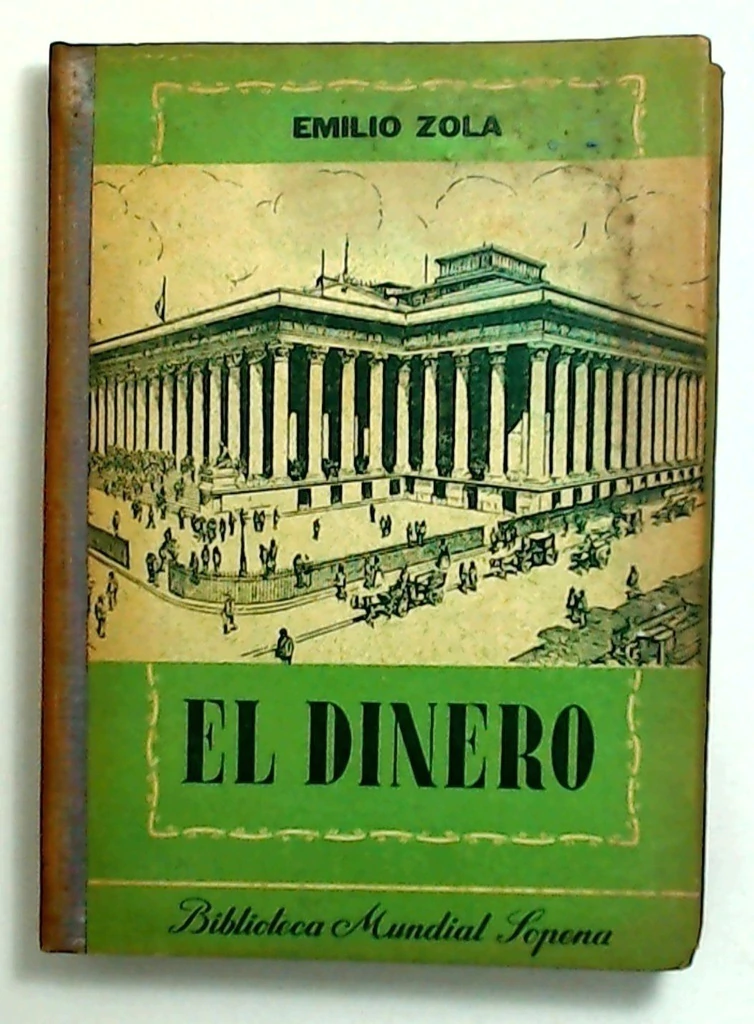 EMILIO ZOLA
EL DINERO
Biblioteca Mundial Sopena